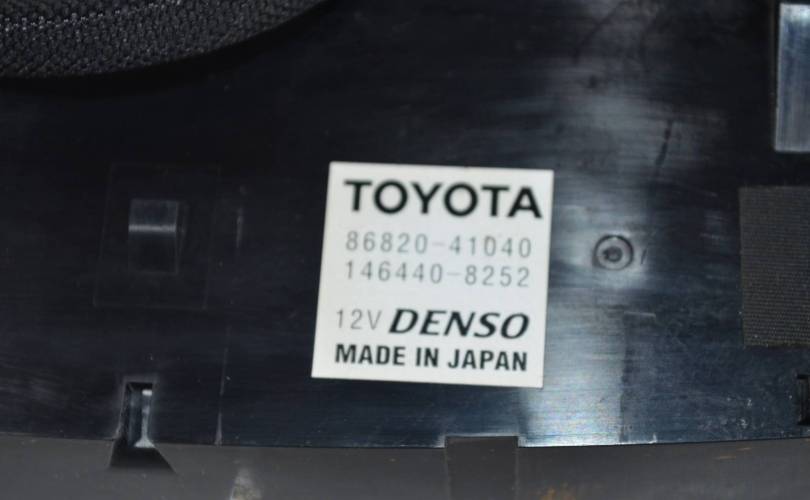 TOYOTA
86820-41040
146440-8252
12V DENSO
MADE IN JAPAN